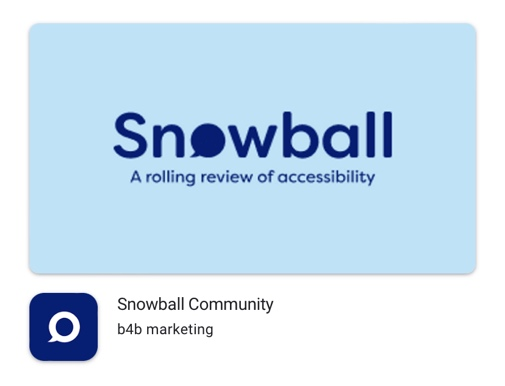 Snowball
A rolling review of accessibility
Snowball Community
b4b marketing